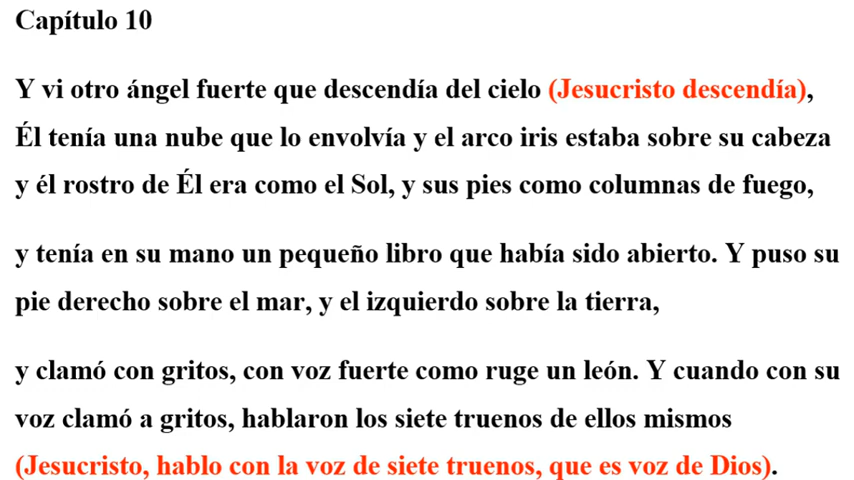 Capítulo 10
Y vi otro ángel fuerte que descendía del cielo (Jesucristo descendía),
Él tenía una nube que lo envolvía y el arco iris estaba sobre su cabeza
y él rostro de Él era como el Sol, y sus pies como columnas de fuego,
y tenía en su mano un pequeño libro que había sido abierto. Y puso su
pie derecho sobre el mar, y el izquierdo sobre la tierra,
y clamó con gritos, con voz fuerte como ruge un león. Y cuando con su
voz clamó a gritos, hablaron los siete truenos de ellos mismos
(Jesucristo, hablo con la voz de siete truenos, que es voz de Dios).